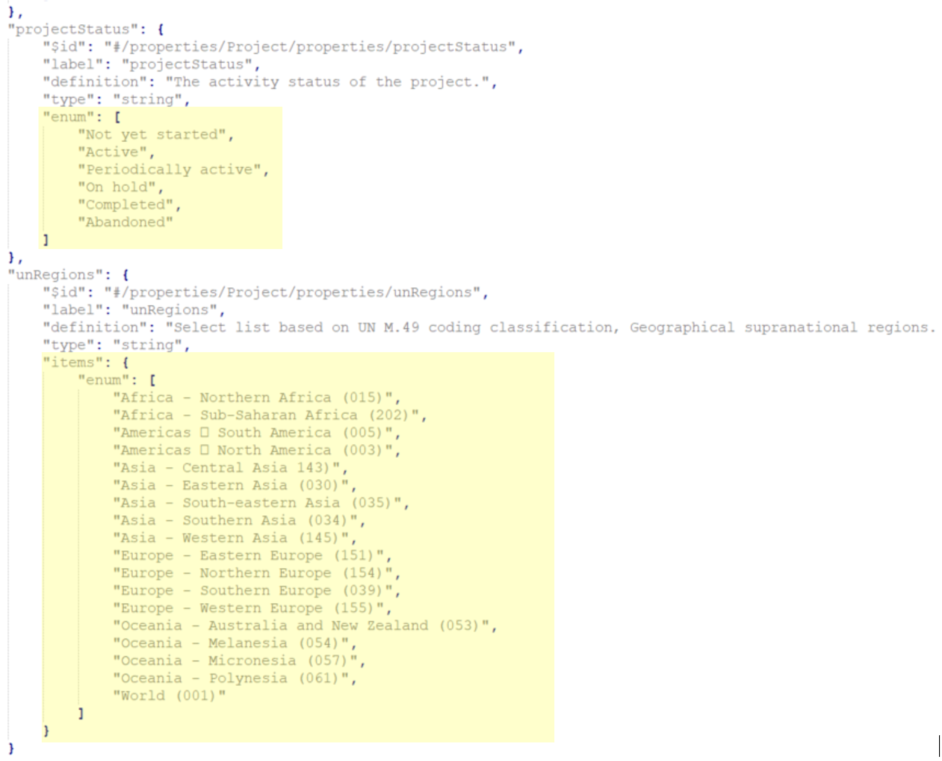 },
"projectStatus": {
"$id": "#/properties/Project/properties/projectStatus",
"label": "projectStatus",
"definition": "The activity status of the project.",
"type": "string",
"enum": [
"Not yet started",
"Active",
"Periodically active",
"On hold",
"Completed",
"Abandoned"
]
},
"unRegions": {
"$id": "#/properties/Project/properties/unRegions",
"label": "unRegions",
"definition": "Select list based on UN M.49 coding classification, Geographical supranational regions.
"type": "string",
"items": {
"enum": [
"Africa - Northern Africa (015)",
"Africa - Sub-Saharan Africa (202)",
"Americas □ South America (005)",
"Americas □ North America (003)",
"Asia - Central Asia 143)",
"Asia - Eastern Asia (030)",
"Asia - South-eastern Asia (035)",
"Asia - Southern Asia (034)",
"Asia - Western Asia (145)",
"Europe - Eastern Europe (151)",
"Europe - Northern Europe (154)",
"Europe - Southern Europe (039)",
"Europe - Western Europe (155)",
"Oceania - Australia and New Zealand (053)",
"Oceania - Melanesia (054)",
"Oceania - Micronesia (057)",
"Oceania - Polynesia (061)",
"World (001)"
]
}
}